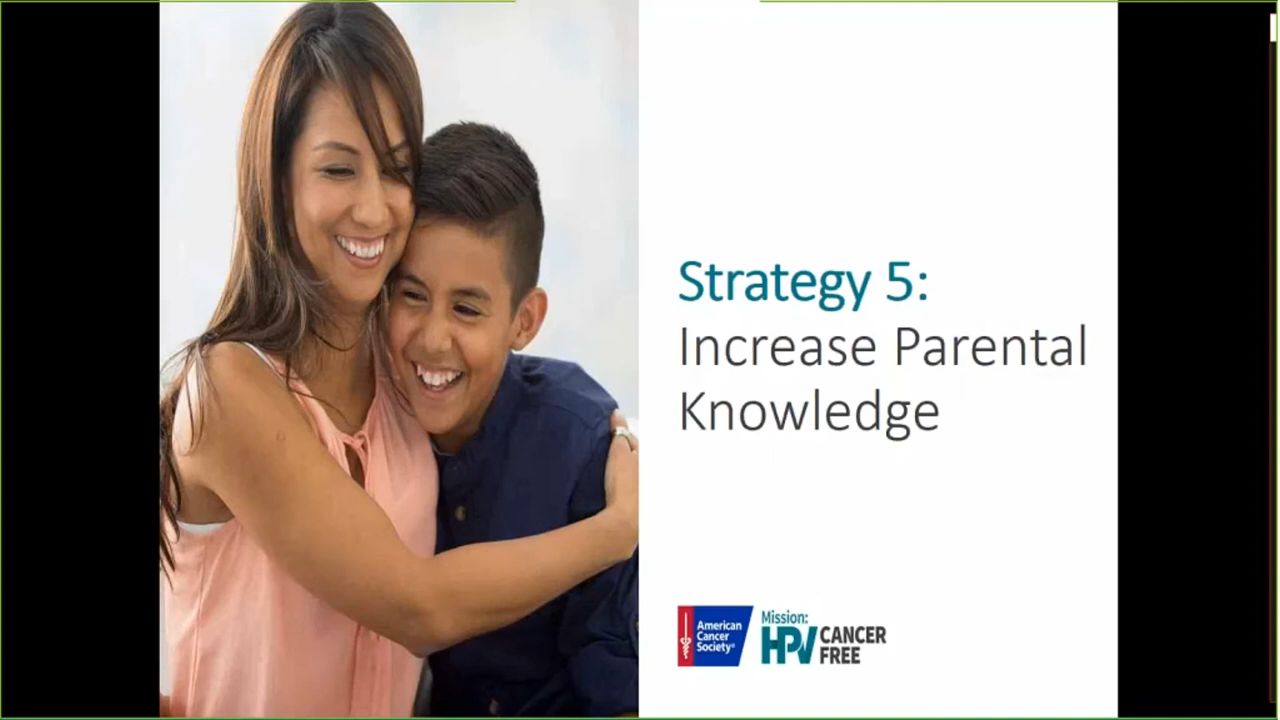 Strategy 5:
Increase Parental
Knowledge
American
Cancer
Society®
Mission:
HPV CANCER
FREE